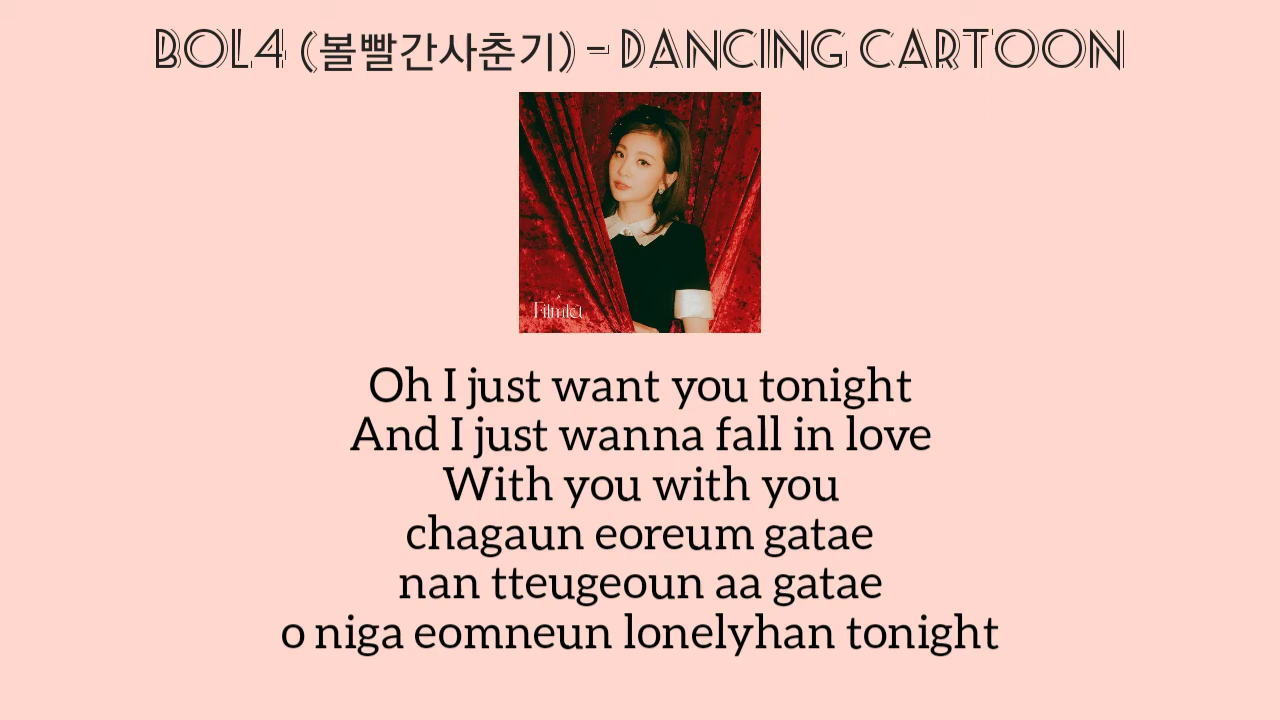 BOL4 (볼빨간사춘기) - DANCING CARTOON
Filmlet
Oh I just want you tonight
And I just wanna fall in love
With you with you
chagaun eoreum gatae
nan tteugeoun aa gatae
o niga eomneun lonelyhan tonight